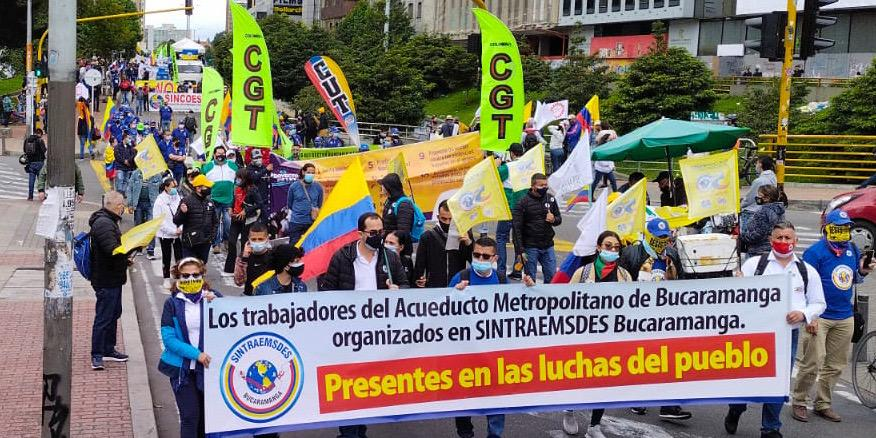 CGT
CGT
CGT
CUT
SINCOES
Los trabajadores del Acueducto Metropolitano de Bucaramanga
organizados en SINTRAEMSDES Bucaramanga.
Presentes en las luchas del pueblo
SINTRAEMSDES
BUCARAMANGA